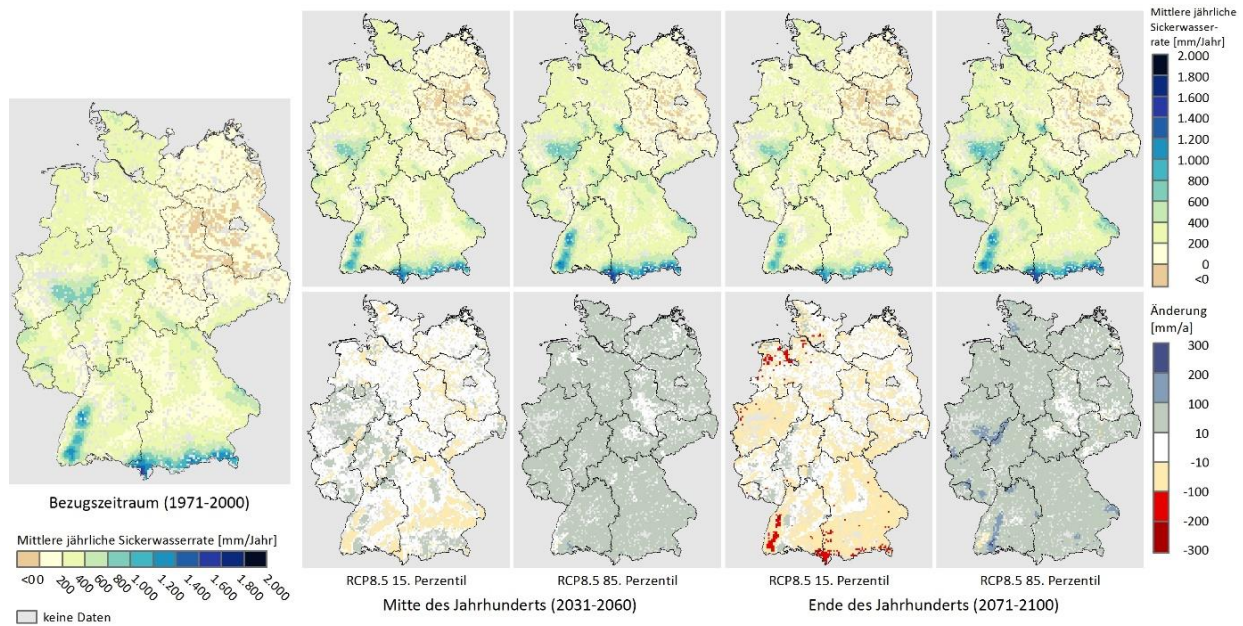 Mittlere jährliche
Sickerwasser-
rate [mm/Jahr]
2.000
1.800
1.600
1.400
1.200
1.000
800
600
400
200
0
<0
Bezugszeitraum (1971-2000)
Mittlere jährliche Sickerwasserrate [mm/Jahr]
<0 0 200 400 600 800 1.000 1.200 1.400 1.600 1.800 2.000
keine Daten
Änderung
[mm/a]
300
200
100
10
-10
-100
-200
-300
RCP8.5 15. Perzentil RCP8.5 85. Perzentil RCP8.5 15. Perzentil RCP8.5 85. Perzentil
Mitte des Jahrhunderts (2031-2060) Ende des Jahrhunderts (2071-2100)